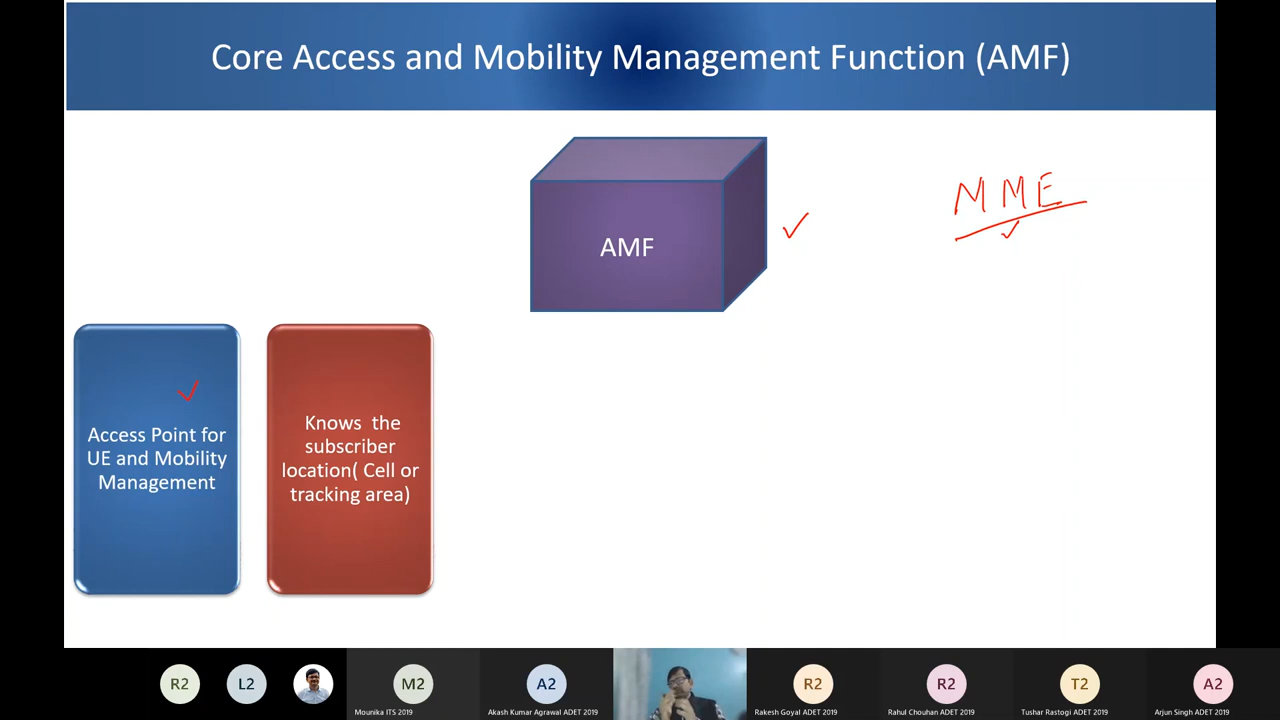 Core Access and Mobility Management Function (AMF)
AMF
MME
Access Point for
UE and Mobility
Management
Knows the
subscriber
location( Cell or
tracking area)
R2
L2
M2
A2
R2
R2
T2
A2
Mounika ITS 2019
Akash Kumar Agrawal ADET 2019
Rakesh Goyal ADET 2019
Rahul Chouhan ADET 2019
Tushar Rastogi ADET 2019
Arjun Singh ADET 2019